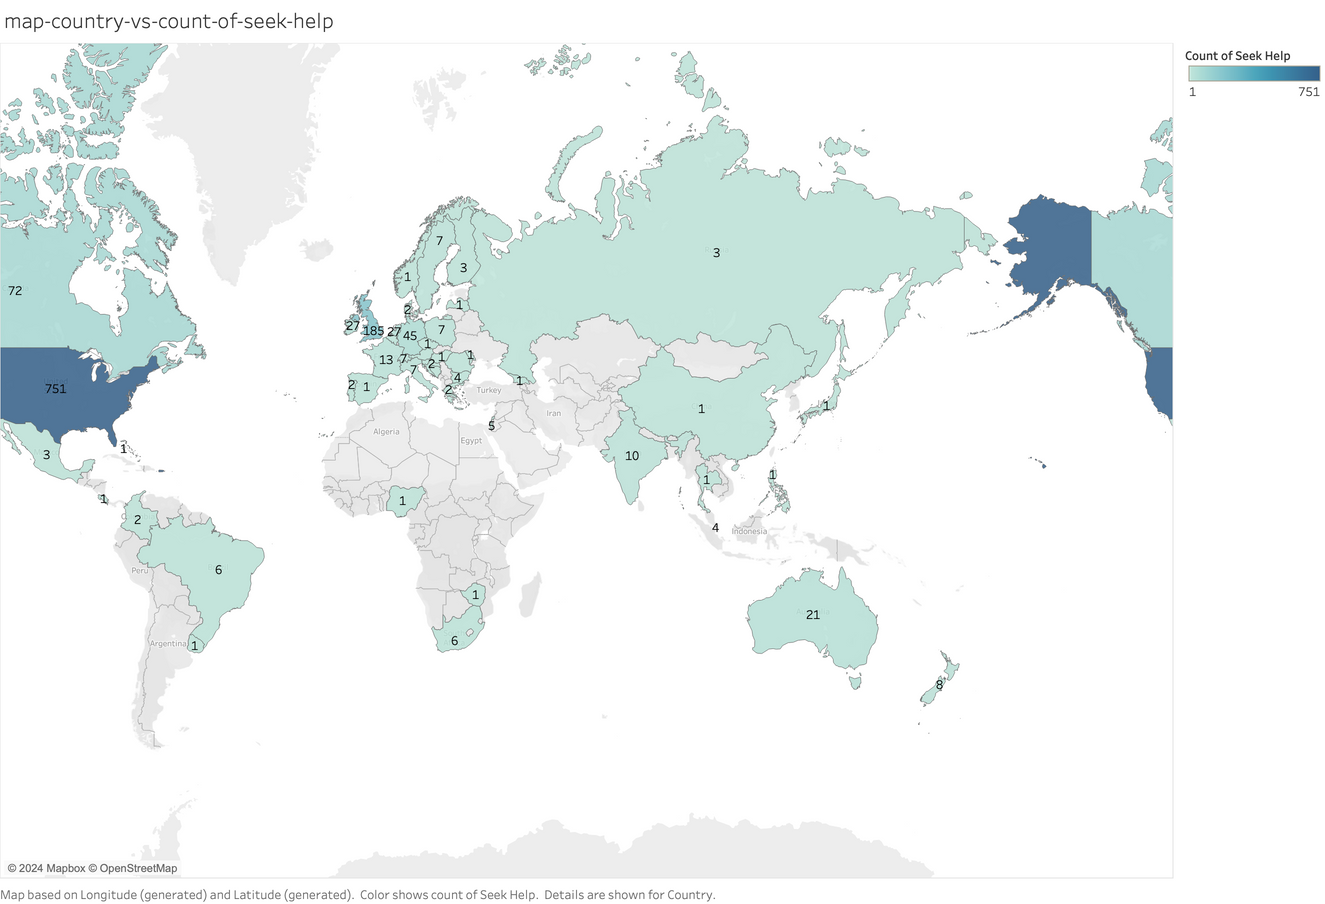 map-country-vs-count-of-seek-help
Count of Seek Help
1 751
7
3
3
1
72
2
1
27 185 27 45 7
1
13 7 1 1
2
751
7
2 1 4 1
2 Turkey
1 1
Iran
5
Algeria
Egypt
1
3
10
1
1
1
1
2
4 Indonesia
6
Peru
1
21
6
Argentina 1
8
© 2024 Mapbox © OpenStreetMap
Map based on Longitude (generated) and Latitude (generated). Color shows count of Seek Help. Details are shown for Country.